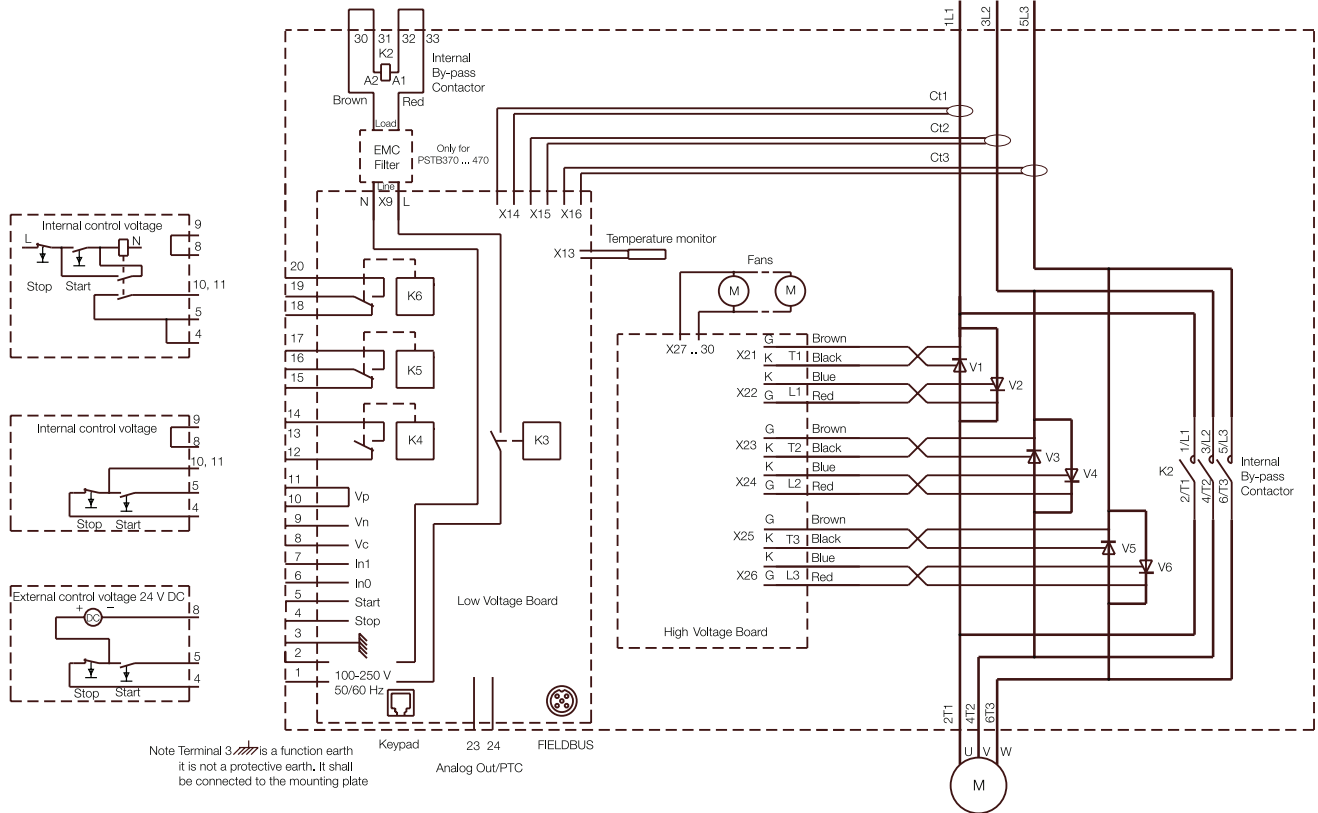 1L1
3L2
5L3
30 31 32 33
K2
A2 A1
Internal
By-pass
Contactor
Brown Red
Load
EMC
Filter
Only for
PSTB370 ... 470
Line
N X9 L
Ct1
Ct2
Ct3
X14 X15 X16
X13
Temperature monitor
Fans
M M
X27 .. 30
Internal control voltage
L N
Stop Start
9
8
10, 11
5
4
Internal control voltage
9
8
10, 11
5
4
Stop Start
External control voltage 24 V DC
+ −
DC
8
5
4
Stop Start
20
19
18
K6
17
16
15
K5
14
13
12
K4
K3
11
10
Vp
9 Vn
8 Vc
7 In1
6 In0
5 Start
4 Stop
3
2
1
100-250 V
50/60 Hz
Low Voltage Board
X21
G Brown
K T1 Black
X22
K Blue
G L1 Red
V1
V2
X23
G Brown
K T2 Black
X24
K Blue
G L2 Red
V3
V4
X25
G Brown
K T3 Black
X26
K Blue
G L3 Red
V5
V6
High Voltage Board
K2
1/L1
3/L2
5/L3
2/T1
4/T2
6/T3
Internal
By-pass
Contactor
Keypad
23 24
Analog Out/PTC
FIELDBUS
2T1
4T2
6T3
U V W
M
Note Terminal 3 is a function earth
it is not a protective earth. It shall
be connected to the mounting plate